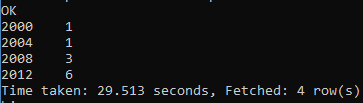 OK
2000    1
2004    1
2008    3
2012    6
Time taken: 29.513 seconds, Fetched: 4 row(s)